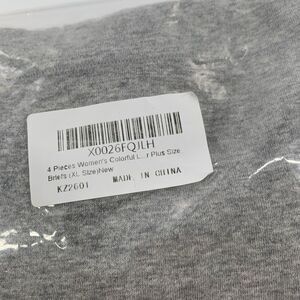 X0026FQJLH
4 Pieces Women's Colorful L...r Plus Size
Briefs (XL Size)New
KZ2601 MADE IN CHINA